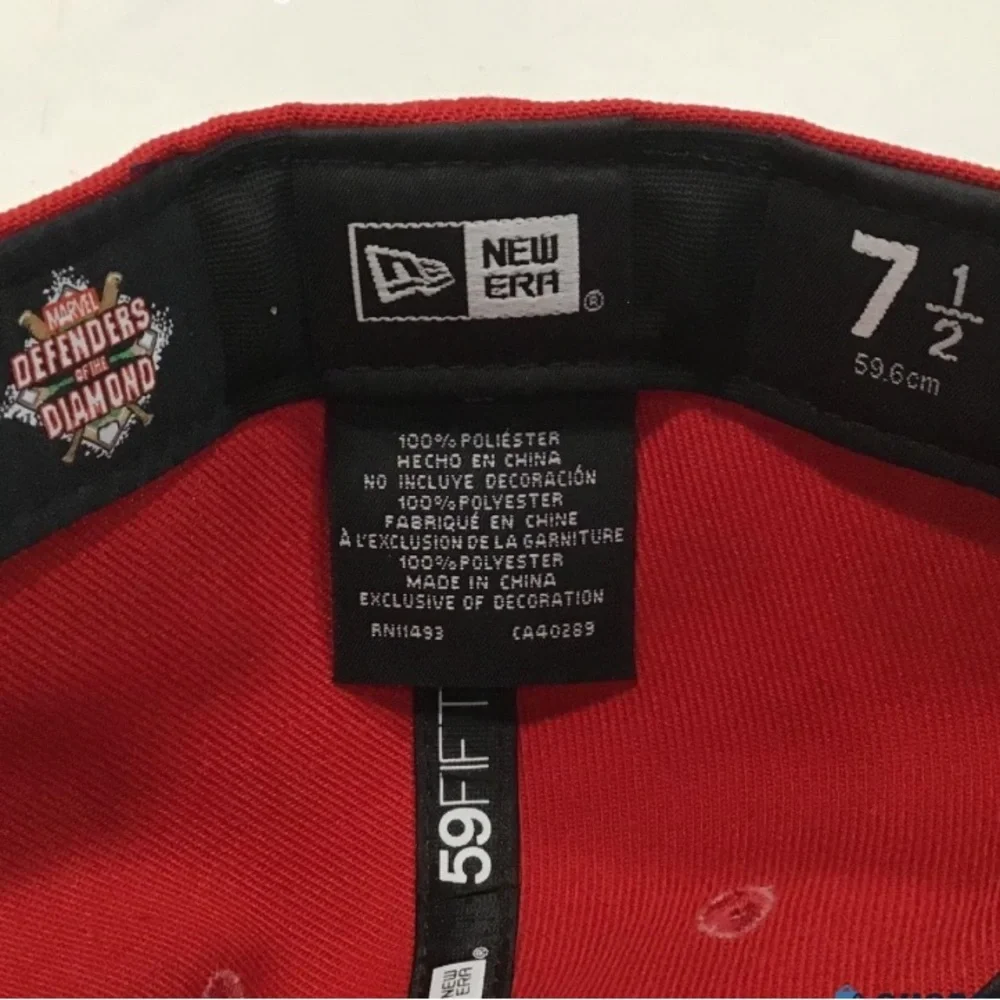 MARVEL
DEFENDERS
OF THE
DIAMOND
NEW
ERA
®
7 1/2
59.6cm
100% POLIÉSTER
HECHO EN CHINA
NO INCLUYE DECORACIÓN
100% POLYESTER
FABRIQUÉ EN CHINE
À L'EXCLUSION DE LA GARNITURE
100% POLYESTER
MADE IN CHINA
EXCLUSIVE OF DECORATION
RN11493 CA40289
59FIFT
NEW
ERA
®